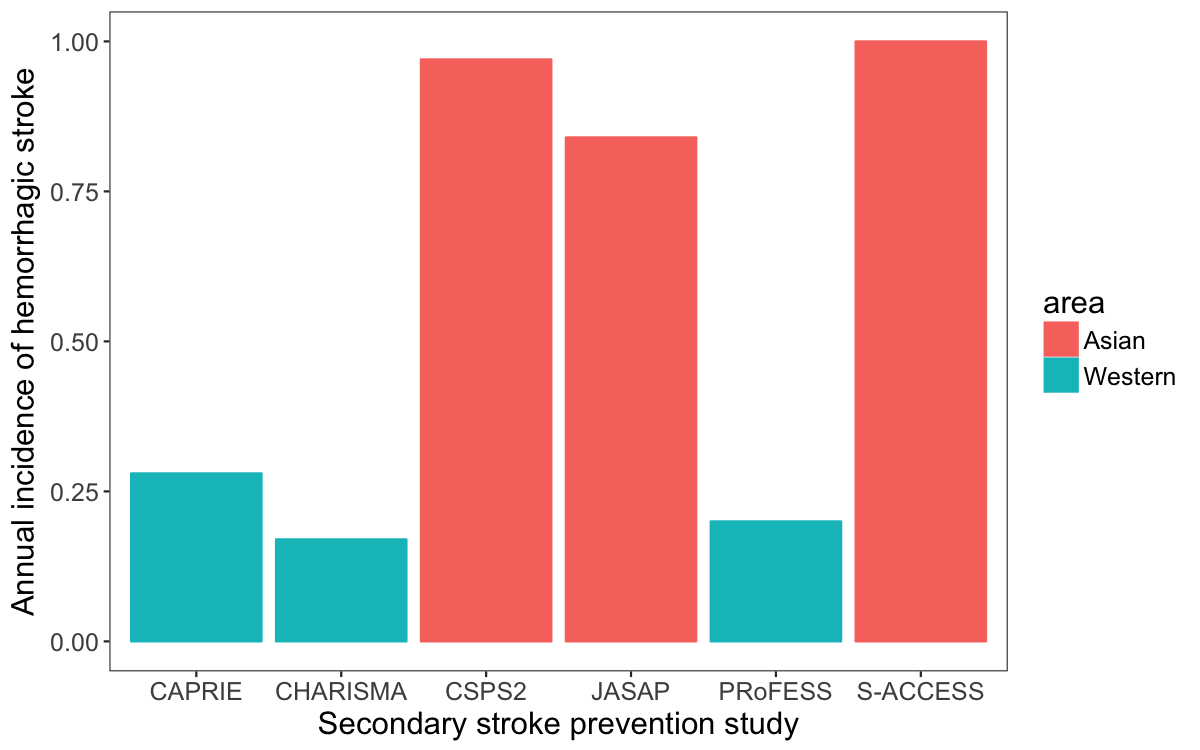 Annual incidence of hemorrhagic stroke
1.00
0.75
0.50
0.25
0.00
CAPRIE CHARISMA CSPS2 JASAP PRoFESS S-ACCESS
Secondary stroke prevention study
area
Asian
Western